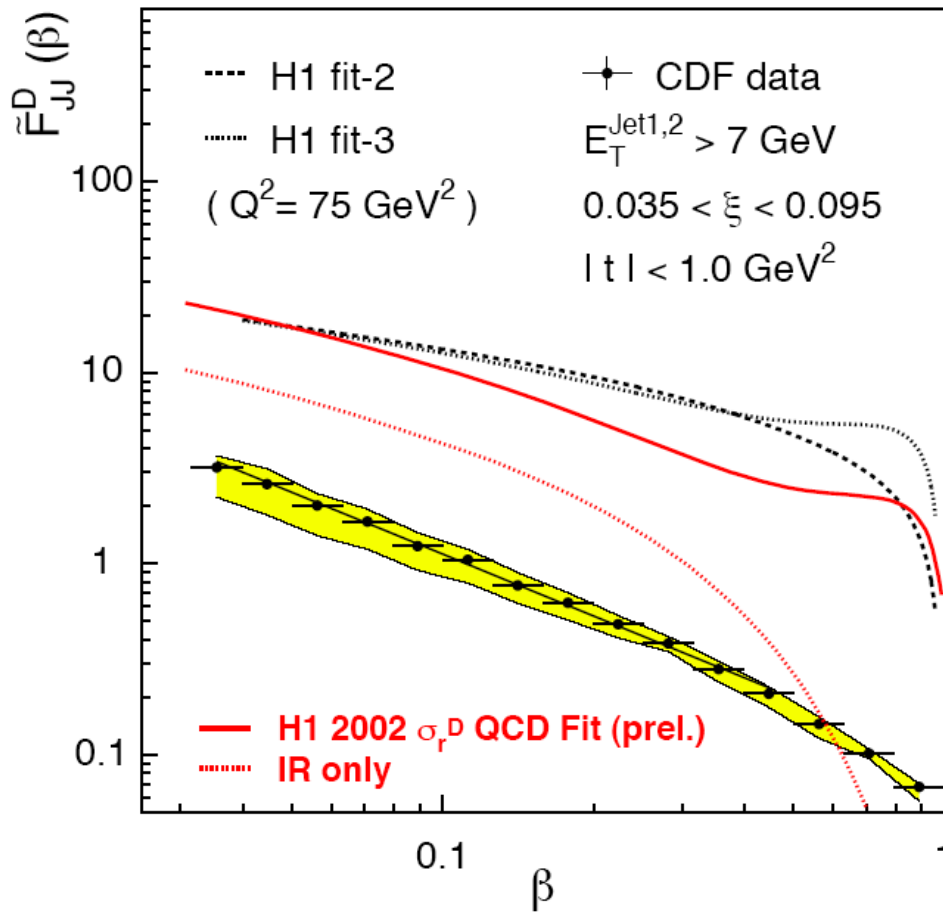 F̃ᴰ_JJ (β)
H1 fit-2
H1 fit-3
( Q²= 75 GeV² )
CDF data
E_T^Jet1,2 > 7 GeV
0.035 < ξ < 0.095
| t | < 1.0 GeV²
100
10
1
0.1
H1 2002 σ_r^D QCD Fit (prel.)
IR only
0.1
1
β